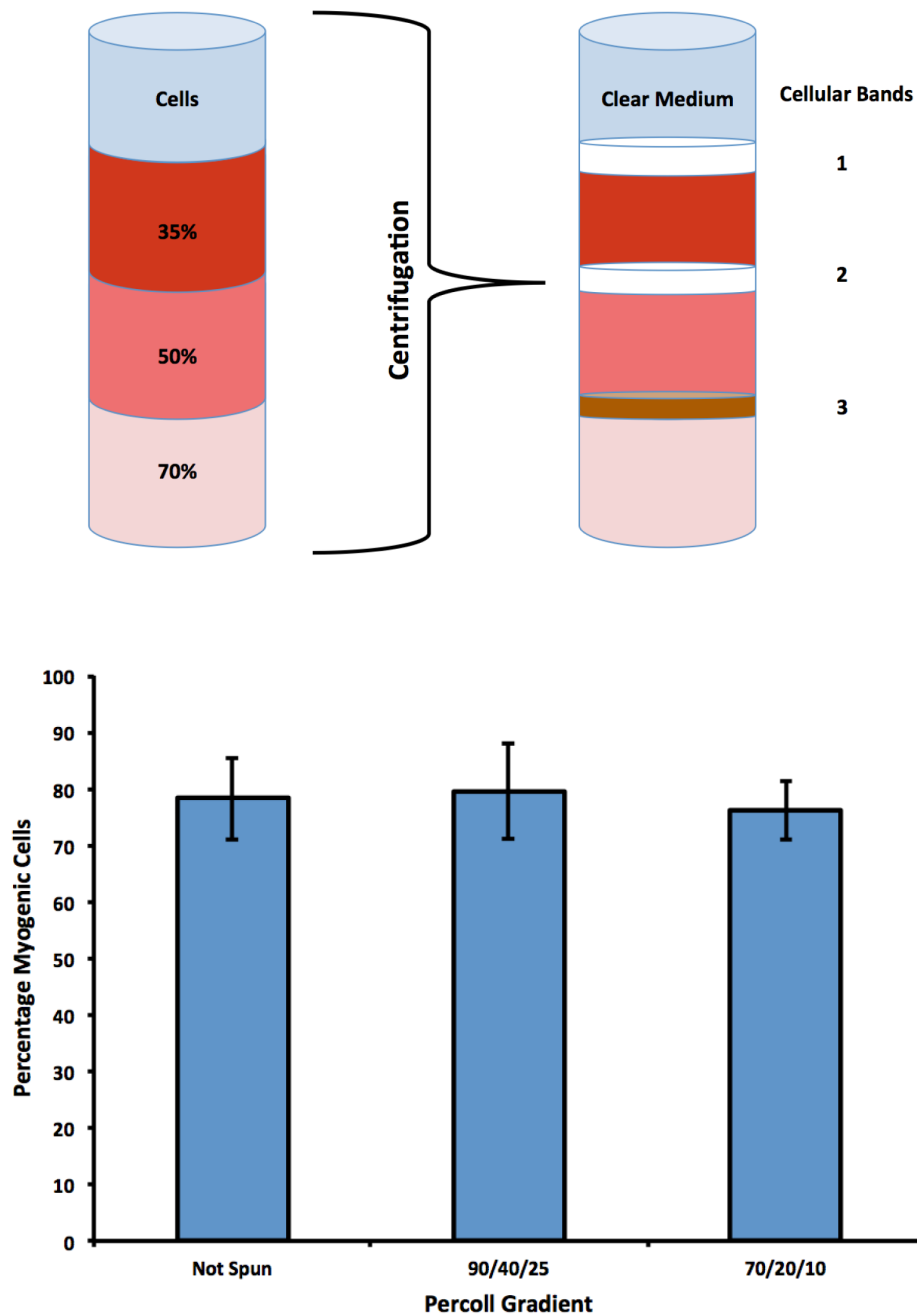 Cells
35%
50%
70%
Centrifugation
Clear Medium
Cellular Bands
1
2
3
Percentage Myogenic Cells
100
90
80
70
60
50
40
30
20
10
0
Not Spun
90/40/25
70/20/10
Percoll Gradient